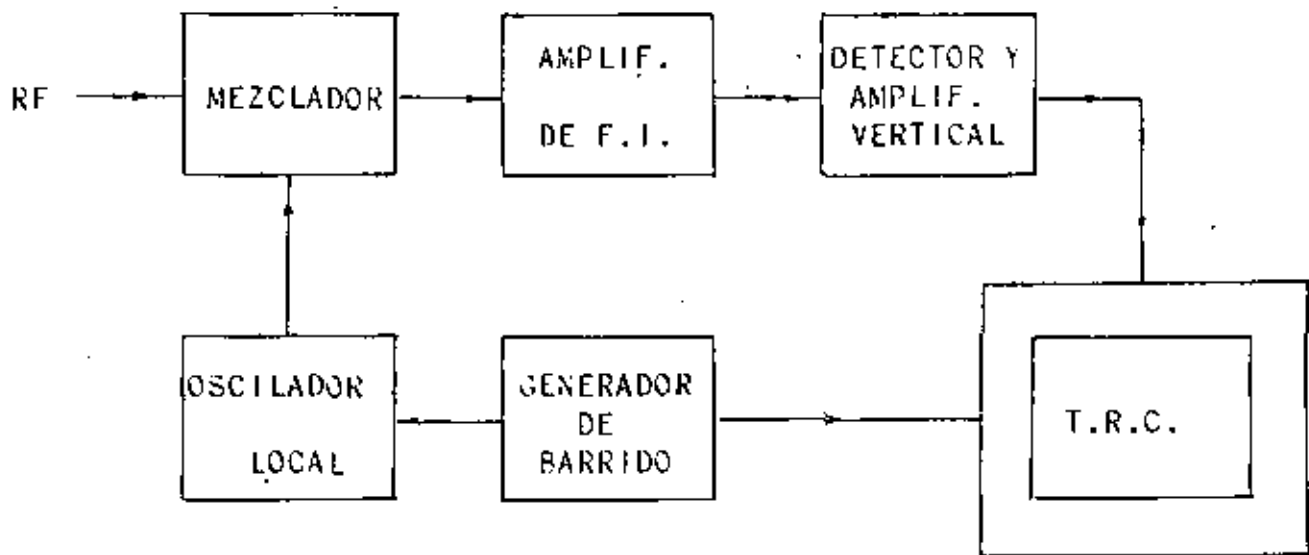 RF
MEZCLADOR
AMPLIF.
DE F.I.
DETECTOR Y
AMPLIF.
VERTICAL
OSCILADOR
LOCAL
GENERADOR
DE
BARRIDO
T.R.C.